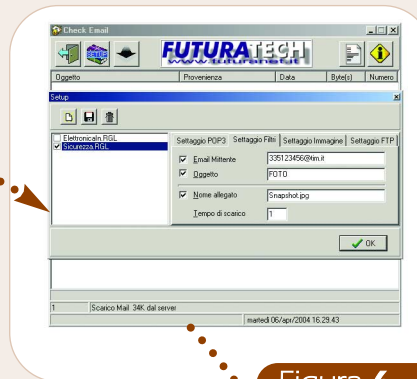 Check Email
SETUP
FUTURATECH
www.futuranet.it
Oggetto Provenienza Data Byte(s) Numero
Setup
ElettronicaIn.RGL
Sicurezza.RGL
Settaggio POP3 Settaggio Filtri Settaggio Immagine Settaggio FTP
Email Mittente 335123456@tim.it
Oggetto FOTO
Nome allegato Snapshot.jpg
Tempo di scarico 1
OK
1 Scarico Mail: 34K dal server
martedì 06/apr/2004 16.29.43
Figura